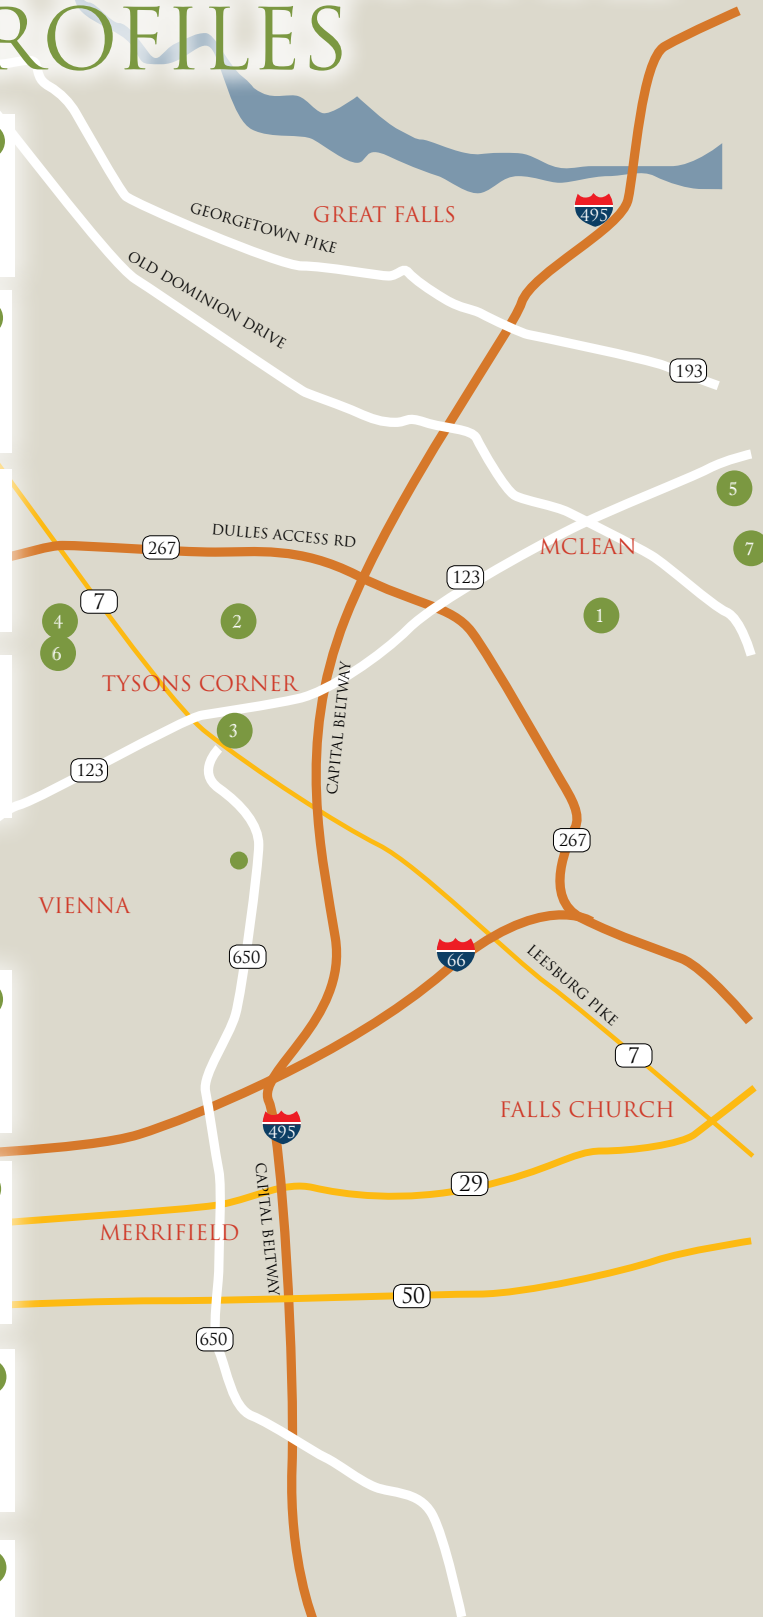 ROFILES
GEORGETOWN PIKE
GREAT FALLS
495
OLD DOMINION DRIVE
193
5
DULLES ACCESS RD
267
MCLEAN
7
123
7
4
2
1
6
TYSONS CORNER
CAPITAL BELTWAY
3
123
267
VIENNA
650
66
LEESBURG PIKE
7
FALLS CHURCH
495
CAPITAL BELTWAY
29
MERRIFIELD
50
650